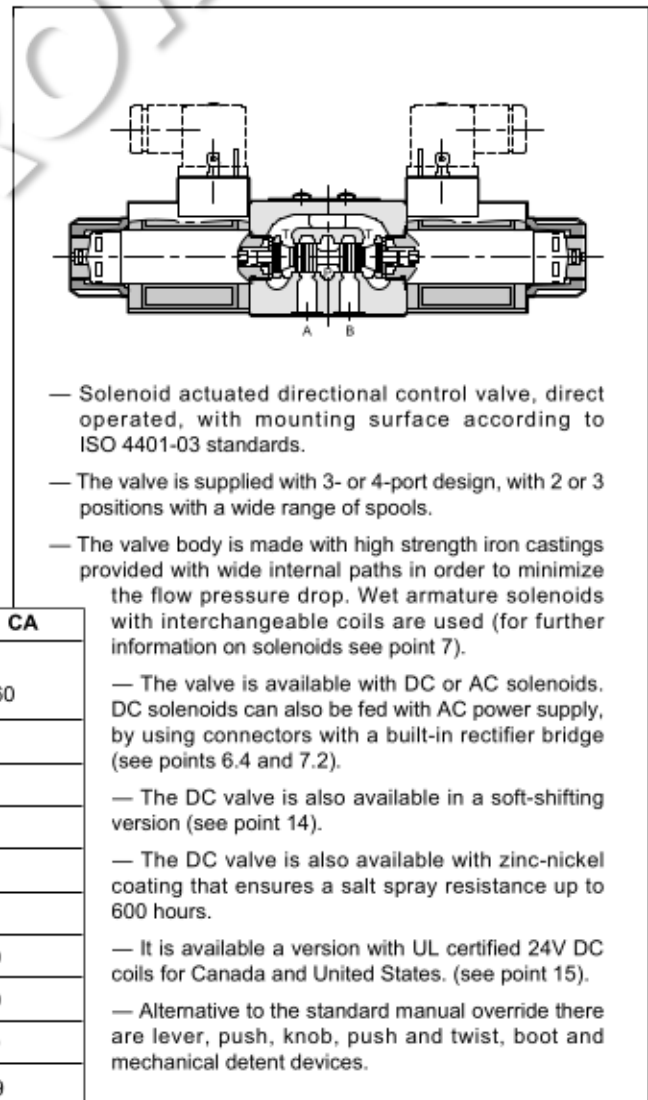 T
T
P
A
B
— Solenoid actuated directional control valve, direct
operated, with mounting surface according to
ISO 4401-03 standards.
— The valve is supplied with 3- or 4-port design, with 2 or 3
positions with a wide range of spools.
— The valve body is made with high strength iron castings
provided with wide internal paths in order to minimize
the flow pressure drop. Wet armature solenoids
with interchangeable coils are used (for further
information on solenoids see point 7).
— The valve is available with DC or AC solenoids.
DC solenoids can also be fed with AC power supply,
by using connectors with a built-in rectifier bridge
(see points 6.4 and 7.2).
— The DC valve is also available in a soft-shifting
version (see point 14).
— The DC valve is also available with zinc-nickel
coating that ensures a salt spray resistance up to
600 hours.
— It is available a version with UL certified 24V DC
coils for Canada and United States. (see point 15).
— Alternative to the standard manual override there
are lever, push, knob, push and twist, boot and
mechanical detent devices.
CA